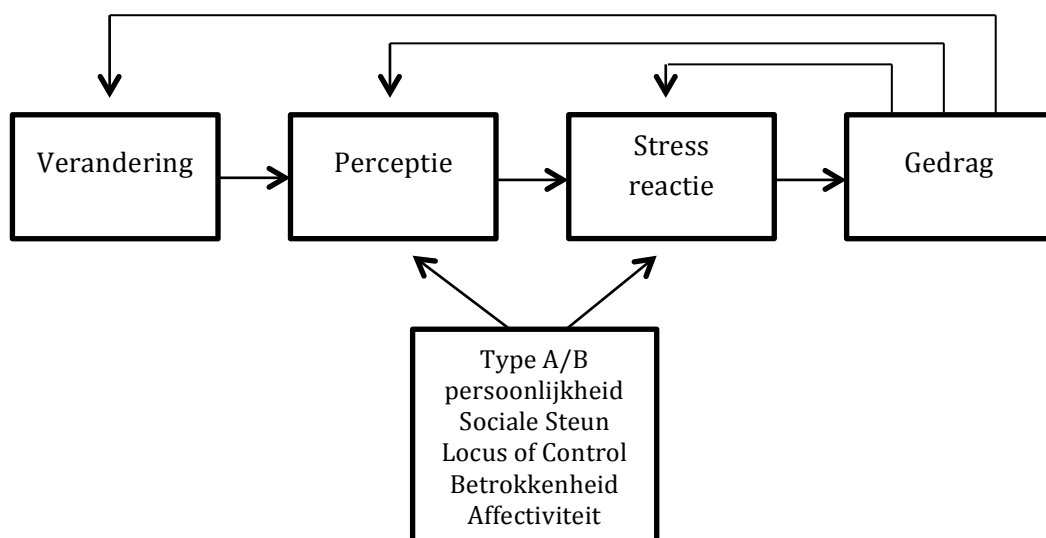 Verandering
Perceptie
Stress
reactie
Gedrag
Type A/B
persoonlijkheid
Sociale Steun
Locus of Control
Betrokkenheid
Affectiviteit